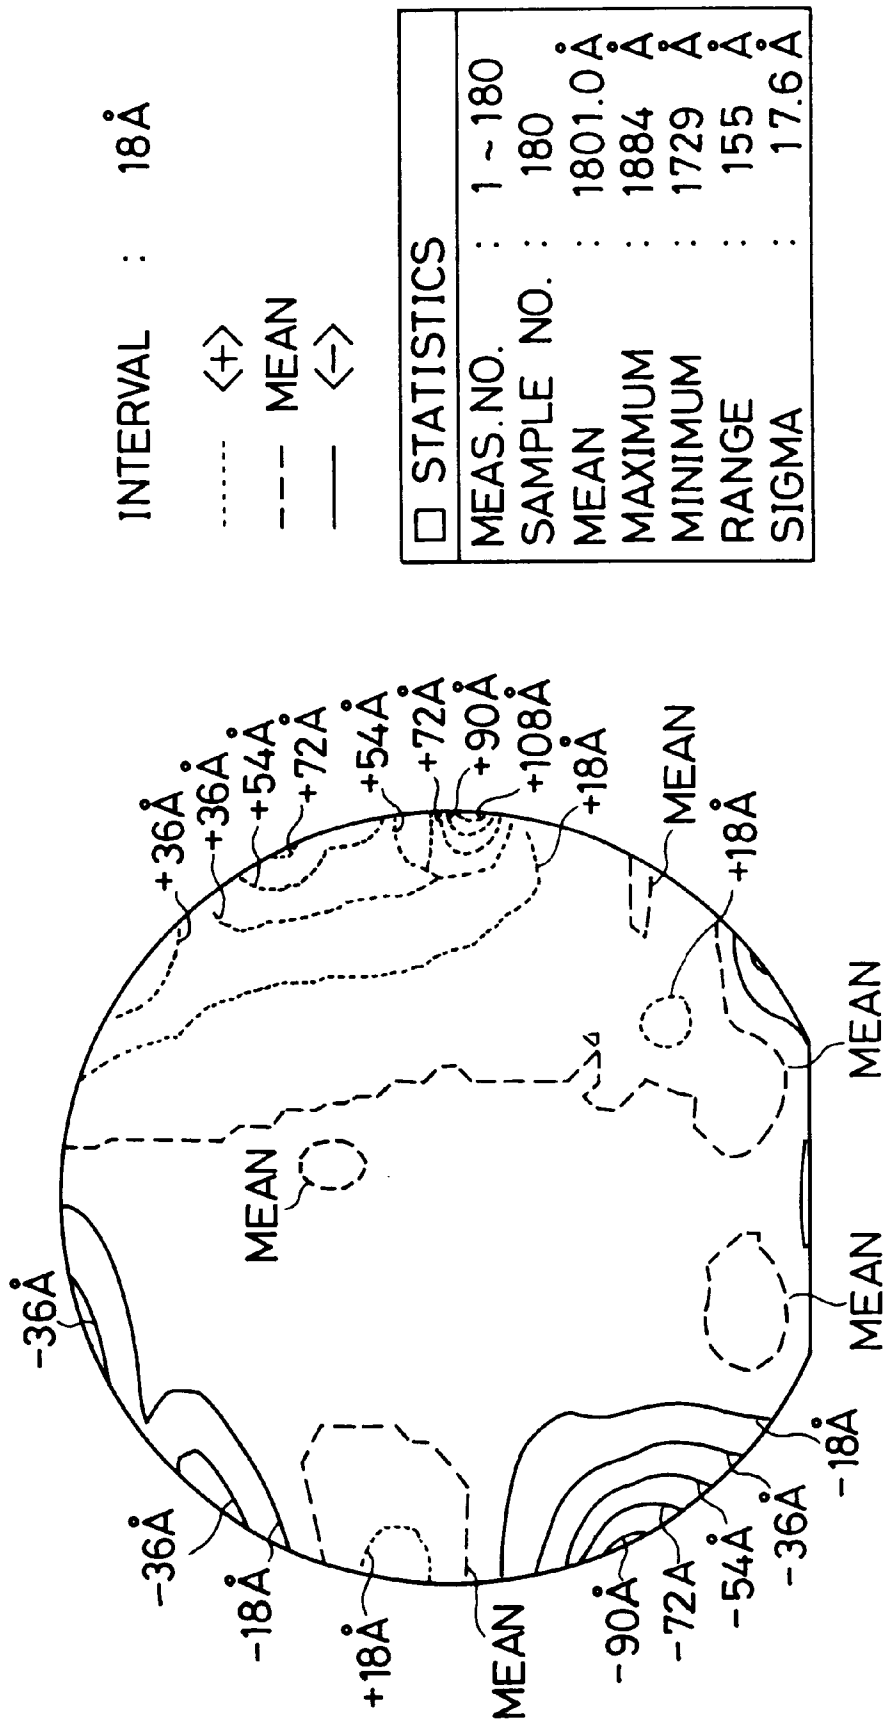 INTERVAL : 18Å
<+>
MEAN
<->
□ STATISTICS
MEAS.NO. : 1 ~ 180
SAMPLE NO. : 180
MEAN : 1801.0 Å
MAXIMUM : 1884 Å
MINIMUM : 1729 Å
RANGE : 155 Å
SIGMA : 17.6 Å
-36Å
-36Å
-18Å
+18Å
MEAN
-90Å
-72Å
-54Å
-36Å
-18Å
MEAN
+36Å
+36Å
+54Å
+72Å
+54Å
+72Å
+90Å
+108Å
+18Å
MEAN
+18Å
MEAN
MEAN